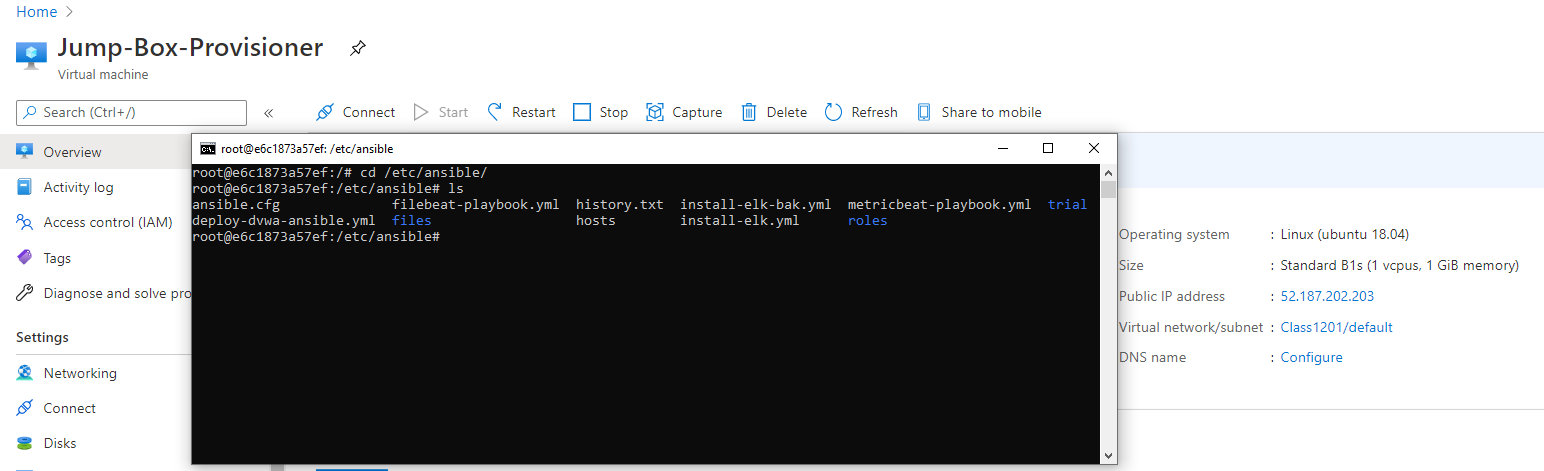 Home >
Jump-Box-Provisioner
Virtual machine
Search (Ctrl+/)
«
Connect
Start
Restart
Stop
Capture
Delete
Refresh
Share to mobile
Overview
Activity log
Access control (IAM)
Tags
Diagnose and solve pro
Settings
Networking
Connect
Disks
root@e6c1873a57ef: /etc/ansible
root@e6c1873a57ef:/# cd /etc/ansible/
root@e6c1873a57ef:/etc/ansible# ls
ansible.cfg filebeat-playbook.yml history.txt install-elk-bak.yml metricbeat-playbook.yml trial
deploy-dvwa-ansible.yml files hosts install-elk.yml roles
root@e6c1873a57ef:/etc/ansible#
Operating system : Linux (ubuntu 18.04)
Size : Standard B1s (1 vcpus, 1 GiB memory)
Public IP address : 52.187.202.203
Virtual network/subnet : Class1201/default
DNS name : Configure